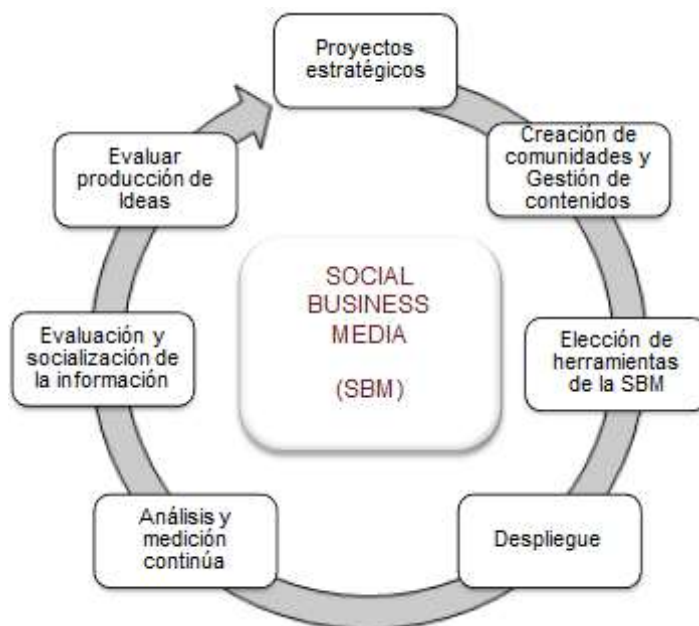 Proyectos
estratégicos
Creación de
comunidades y
Gestión de
contenidos
Elección de
herramientas
de la SBM
Despliegue
Análisis y
medición
continúa
Evaluación y
socialización de
la información
Evaluar
producción de
Ideas
SOCIAL
BUSINESS
MEDIA
(SBM)